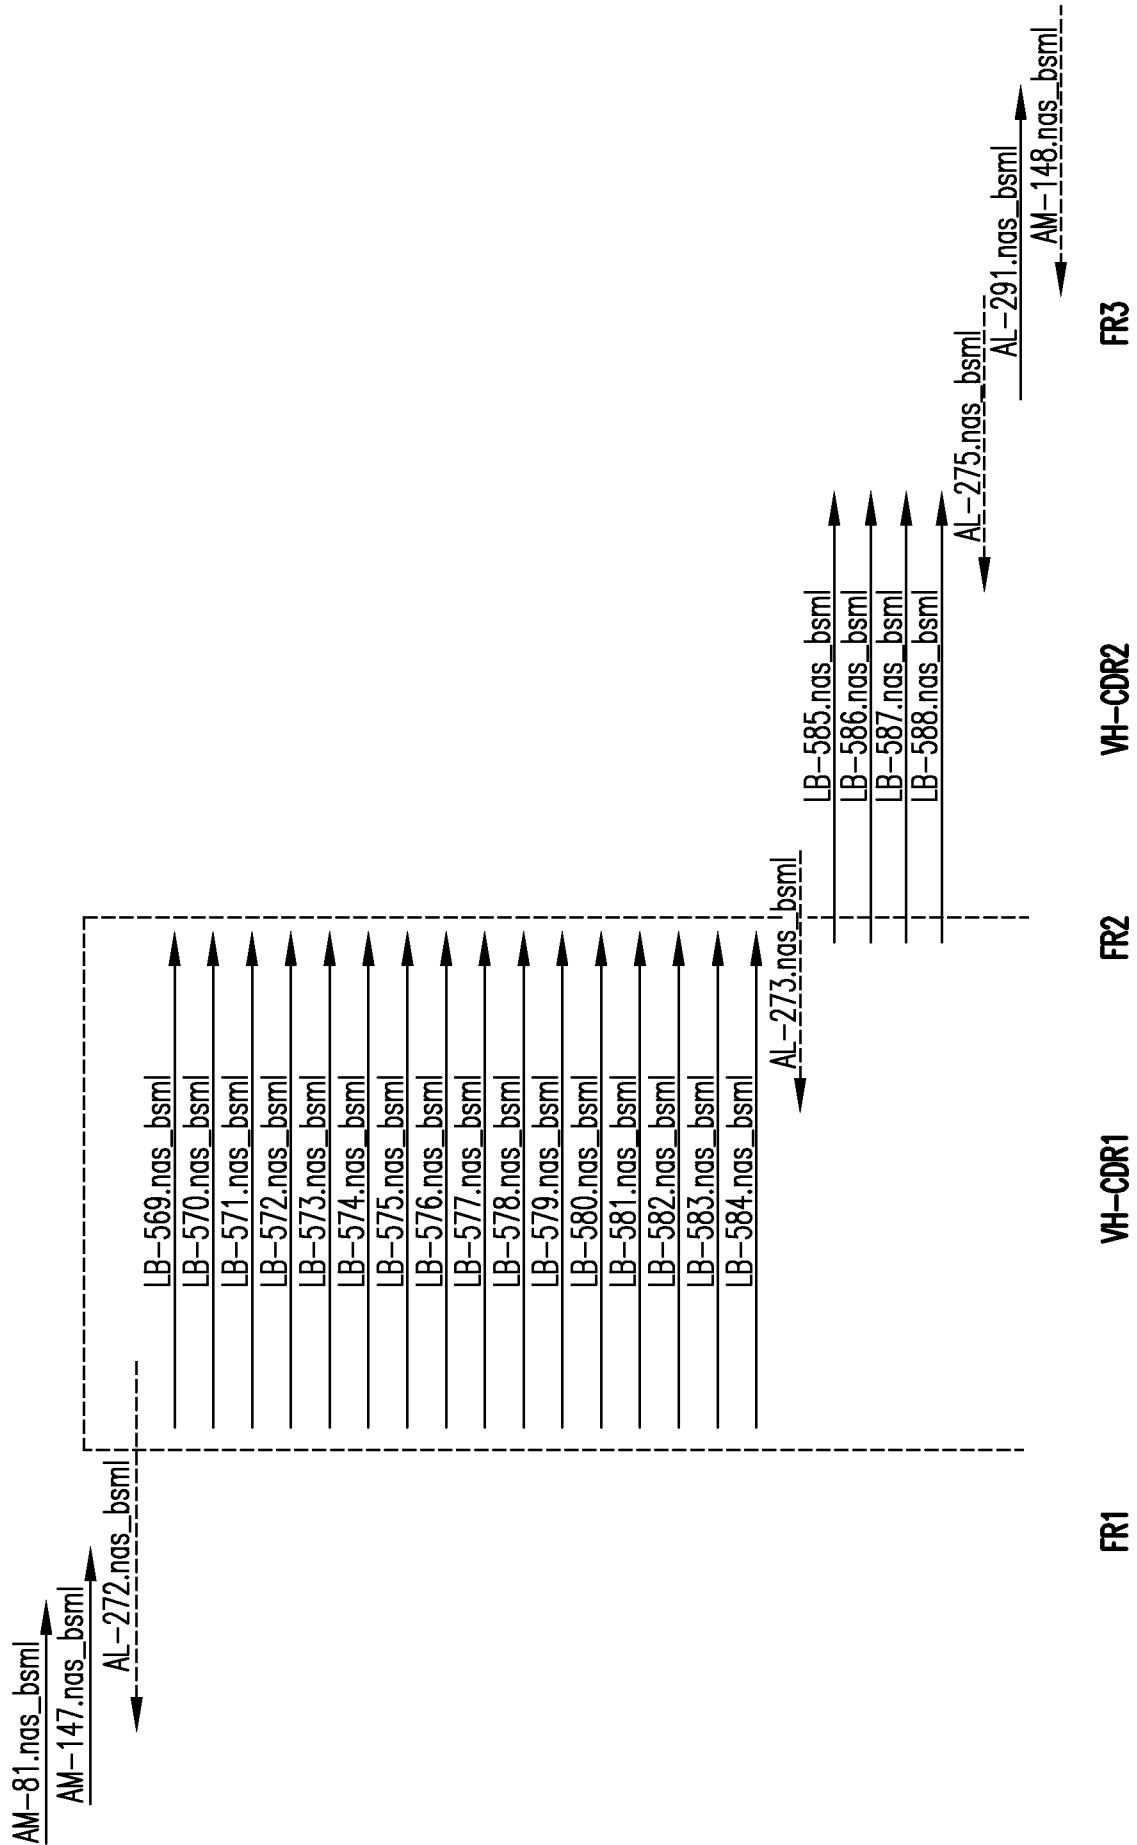 AM-81.nas_bsml
AM-147.nas_bsml
AL-272.nas_bsml
LB-569.nas_bsml
LB-570.nas_bsml
LB-571.nas_bsml
LB-572.nas_bsml
LB-573.nas_bsml
LB-574.nas_bsml
LB-575.nas_bsml
LB-576.nas_bsml
LB-577.nas_bsml
LB-578.nas_bsml
LB-579.nas_bsml
LB-580.nas_bsml
LB-581.nas_bsml
LB-582.nas_bsml
LB-583.nas_bsml
LB-584.nas_bsml
AL-273.nas_bsml
LB-585.nas_bsml
LB-586.nas_bsml
LB-587.nas_bsml
LB-588.nas_bsml
AL-275.nas_bsml
AL-291.nas_bsml
AM-148.nas_bsml
FR1
VH-CDR1
FR2
VH-CDR2
FR3